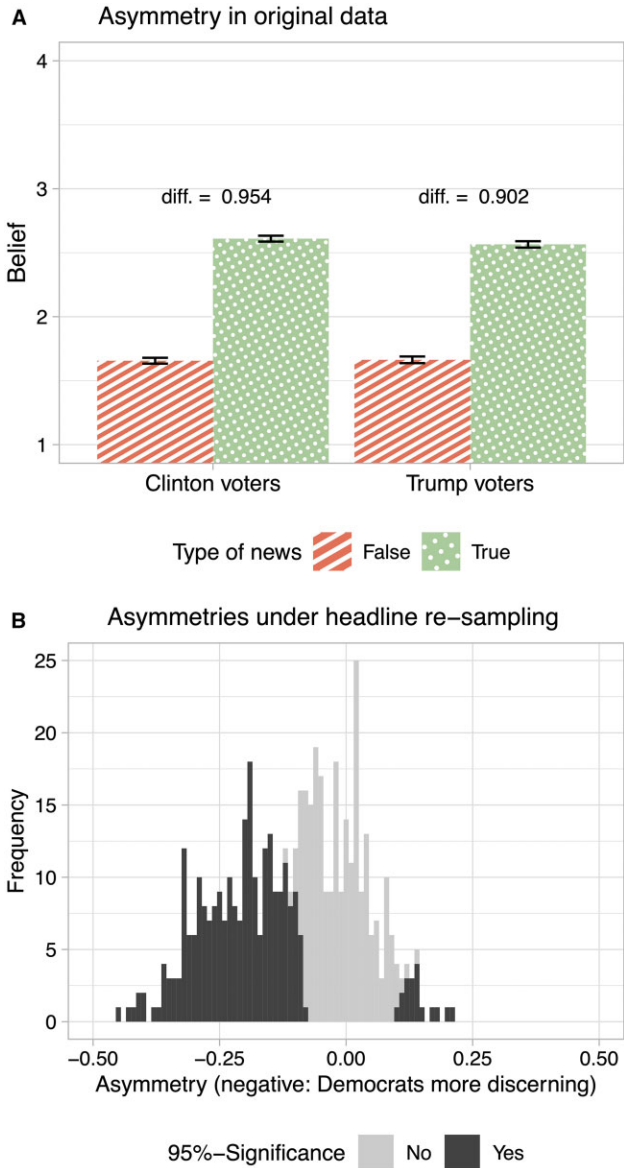 A Asymmetry in original data
4
3
2
1
Belief
diff. = 0.954
diff. = 0.902
Clinton voters
Trump voters
Type of news False True
B Asymmetries under headline re−sampling
25
20
15
10
5
0
Frequency
−0.50 −0.25 0.00 0.25 0.50
Asymmetry (negative: Democrats more discerning)
95%−Significance No Yes